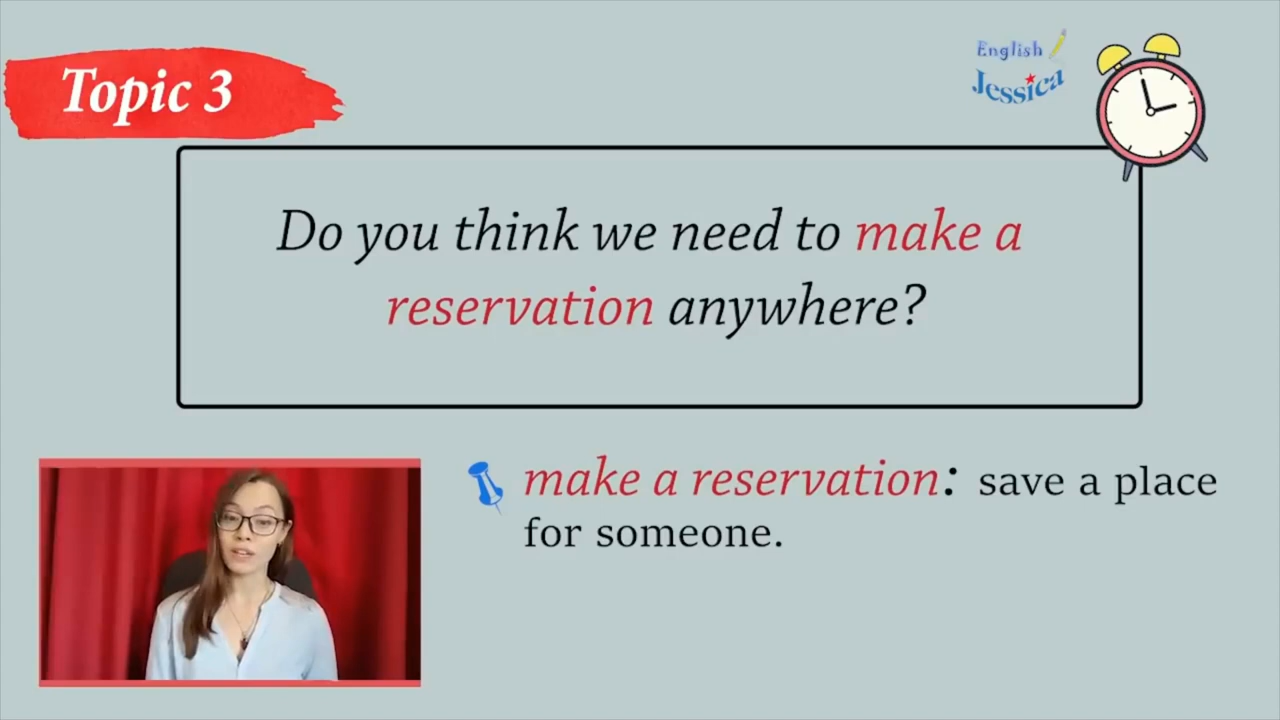 Topic 3
English
Jessica
Do you think we need to make a
reservation anywhere?
make a reservation: save a place
for someone.